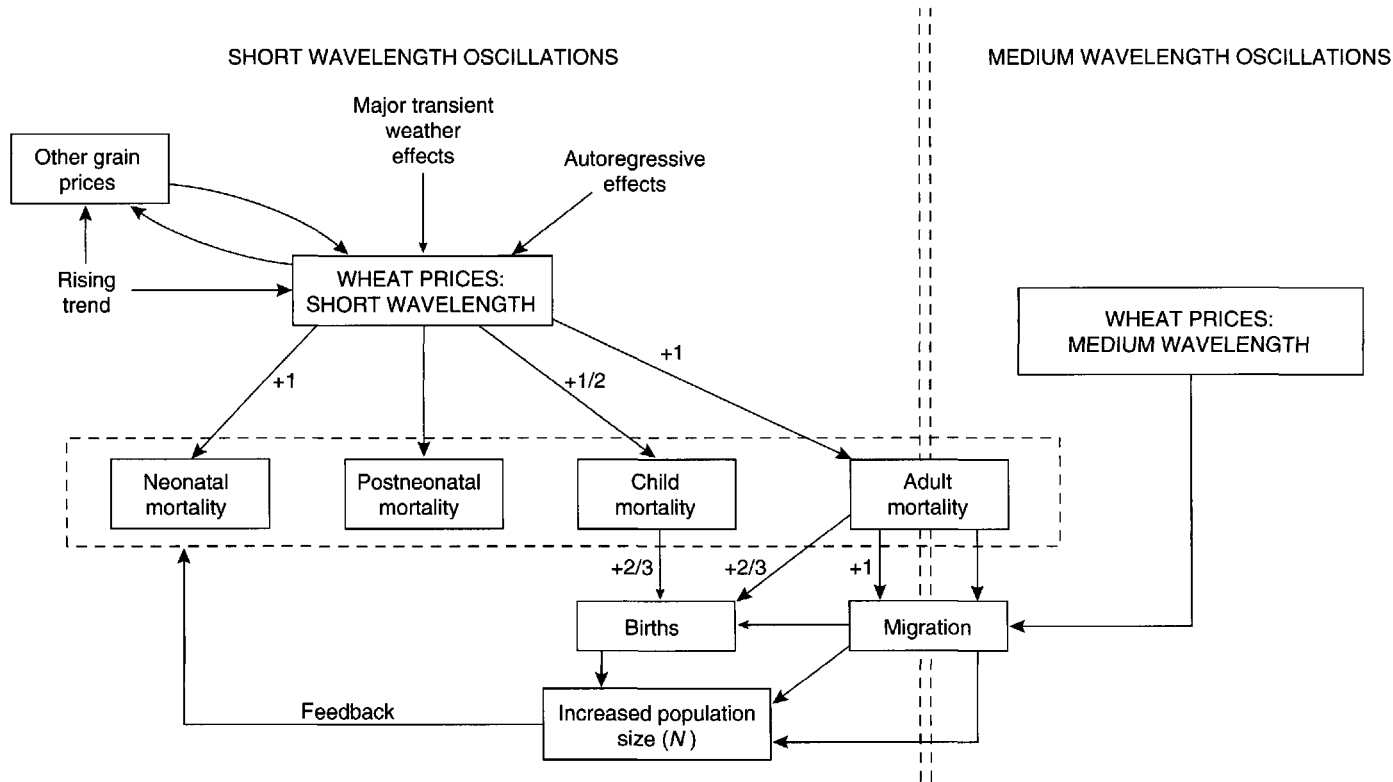 SHORT WAVELENGTH OSCILLATIONS
MEDIUM WAVELENGTH OSCILLATIONS
Major transient
weather
effects
Other grain
prices
Autoregressive
effects
Rising
trend
WHEAT PRICES:
SHORT WAVELENGTH
WHEAT PRICES:
MEDIUM WAVELENGTH
+1
+1/2
+1
Neonatal
mortality
Postneonatal
mortality
Child
mortality
Adult
mortality
+2/3
+2/3
+1
Births
Migration
Feedback
Increased population
size (N)